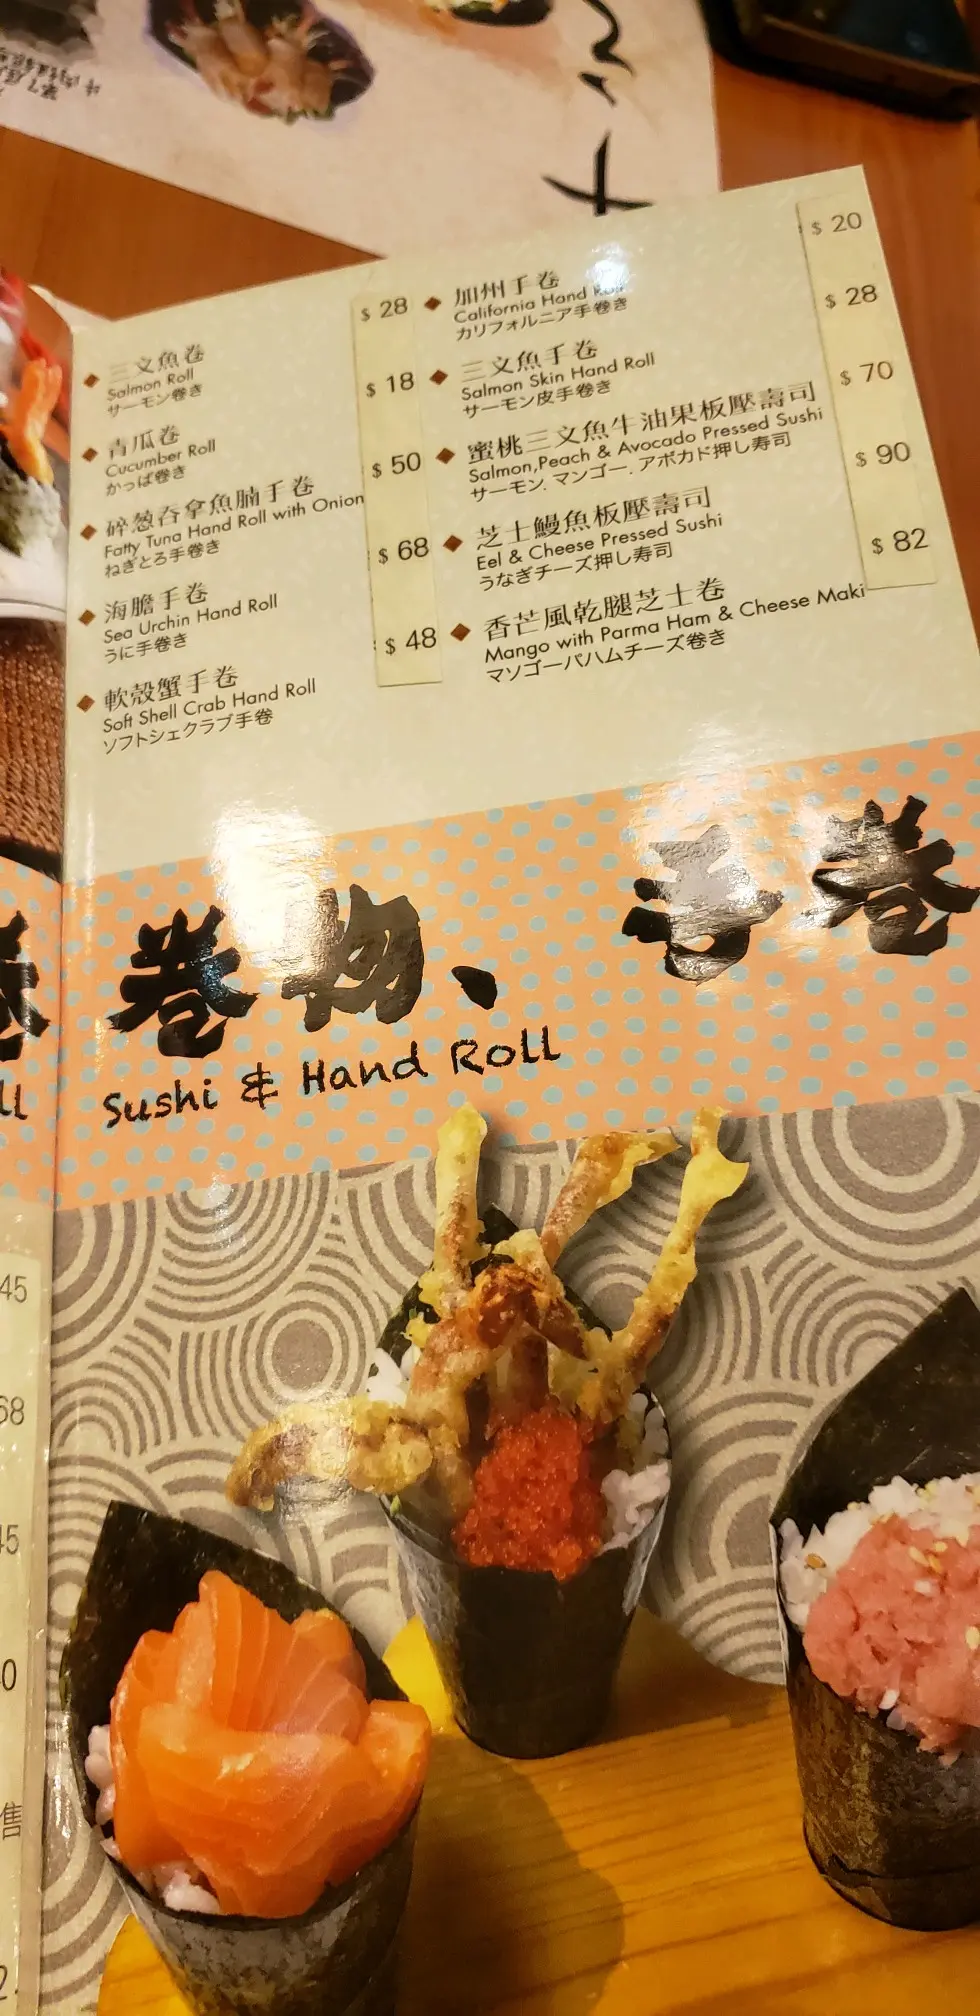 三文魚卷
Salmon Roll
サーモン巻き
$ 28
青瓜卷
Cucumber Roll
かっぱ巻き
$ 18
碎葱吞拿魚腩手卷
Fatty Tuna Hand Roll with Onion
ねぎとろ手巻き
$ 50
海膽手卷
Sea Urchin Hand Roll
うに手巻き
$ 68
軟殼蟹手卷
Soft Shell Crab Hand Roll
ソフトシェクラブ手卷
$ 48
加州手卷
California Hand Roll
カリフォルニア手巻き
$ 20
三文魚手卷
Salmon Skin Hand Roll
サーモン皮手巻き
$ 28
蜜桃三文魚牛油果板壓壽司
Salmon,Peach & Avocado Pressed Sushi
サーモン. マンゴー. アボカド押し寿司
$ 70
芝士鰻魚板壓壽司
Eel & Cheese Pressed Sushi
うなぎチーズ押し寿司
$ 90
香芒風乾腿芝士卷
Mango with Parma Ham & Cheese Maki
マソゴーパハムチーズ巻き
$ 82
卷物、手卷
Sushi & Hand Roll
ll
45
68
45
0
售
2